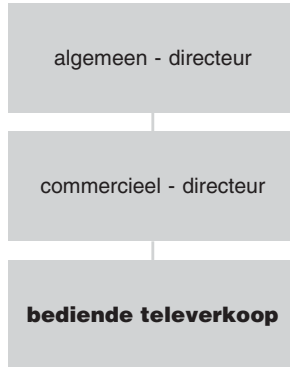 algemeen - directeur
commercieel - directeur
bediende televerkoop